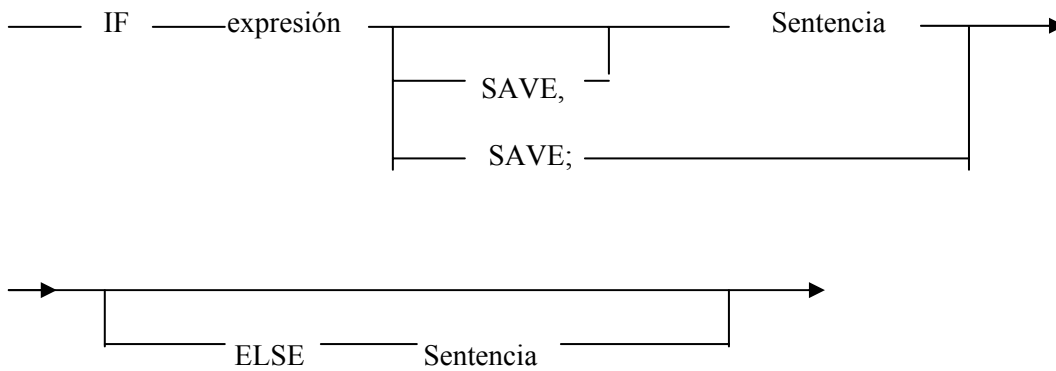 IF expresión Sentencia
SAVE,
SAVE;
ELSE Sentencia